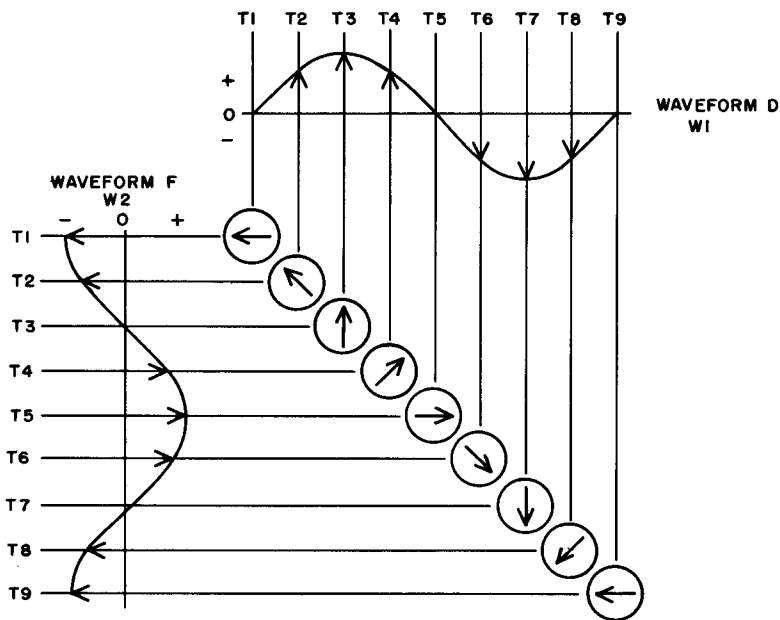 T1 T2 T3 T4 T5 T6 T7 T8 T9
+
0
−
WAVEFORM D
W1
WAVEFORM F
W2
− 0 +
T1
T2
T3
T4
T5
T6
T7
T8
T9